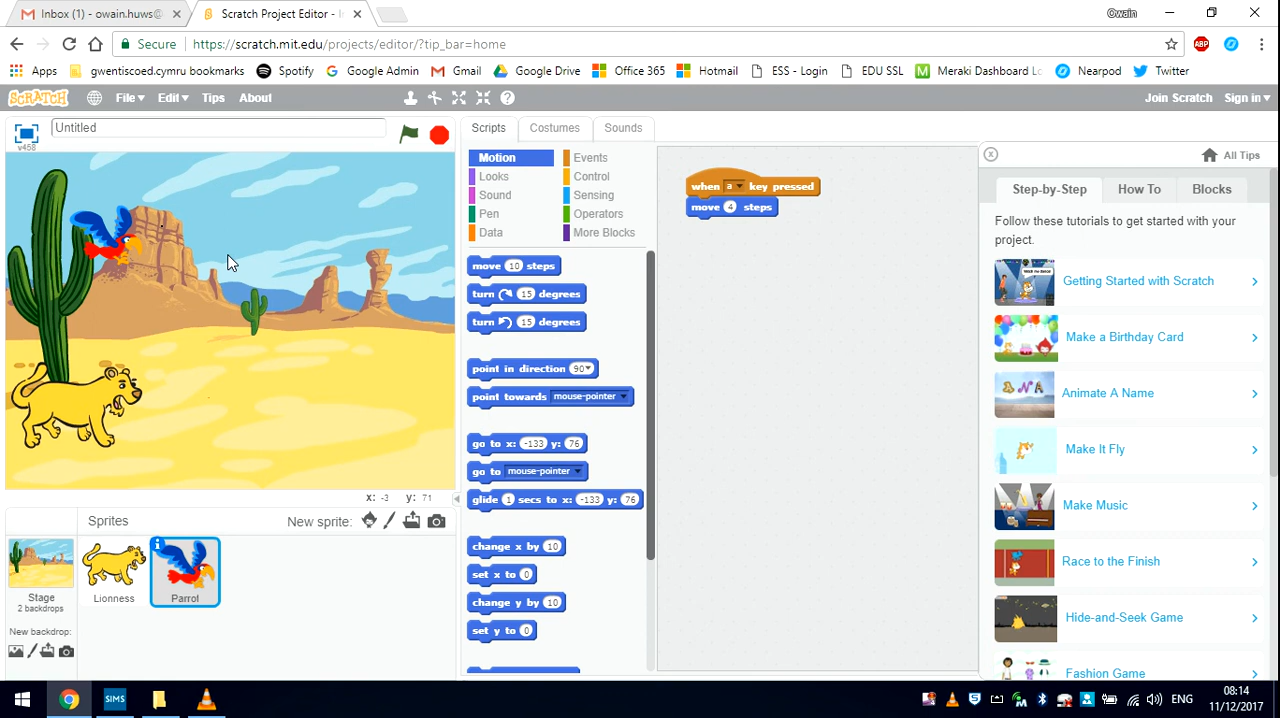 Inbox (1) - owain.huws@
Scratch Project Editor - I
Owain
Secure
https://scratch.mit.edu/projects/editor/?tip_bar=home
ABP
Apps
gwentiscoed.cymru bookmarks
Spotify
Google Admin
Gmail
Google Drive
Office 365
Hotmail
ESS - Login
EDU SSL
Meraki Dashboard Lo
Nearpod
Twitter
SCRATCH
File
Edit
Tips
About
Join Scratch
Sign in
v458
Untitled
Scripts
Costumes
Sounds
Motion
Looks
Sound
Pen
Data
Events
Control
Sensing
Operators
More Blocks
move 10 steps
turn 15 degrees
turn 15 degrees
point in direction 90
point towards mouse-pointer
go to x: -133 y: 76
go to mouse-pointer
glide 1 secs to x: -133 y: 76
change x by 10
set x to 0
change y by 10
set y to 0
when a key pressed
move 4 steps
x: -3 y: 71
Sprites
New sprite:
Stage
2 backdrops
New backdrop:
Lionness
Parrot
All Tips
Step-by-Step
How To
Blocks
Follow these tutorials to get started with your
project.
Getting Started with Scratch
Make a Birthday Card
Animate A Name
Make It Fly
Make Music
Race to the Finish
Hide-and-Seek Game
Fashion Game
SIMS
ENG
08:14
11/12/2017